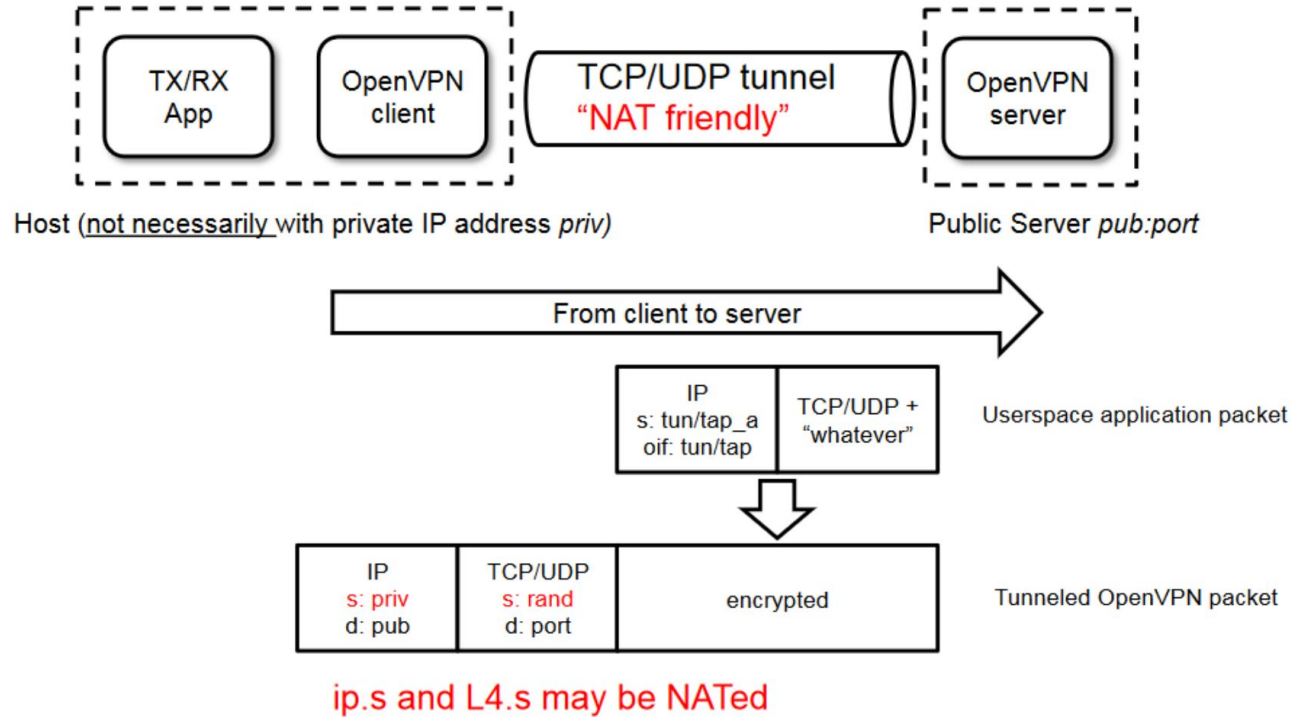 TX/RX
App
OpenVPN
client
TCP/UDP tunnel
“NAT friendly”
OpenVPN
server
Host (not necessarily with private IP address priv)
Public Server pub:port
From client to server
IP
s: tun/tap_a
oif: tun/tap
TCP/UDP +
“whatever”
Userspace application packet
IP
s: priv
d: pub
TCP/UDP
s: rand
d: port
encrypted
Tunneled OpenVPN packet
ip.s and L4.s may be NATed